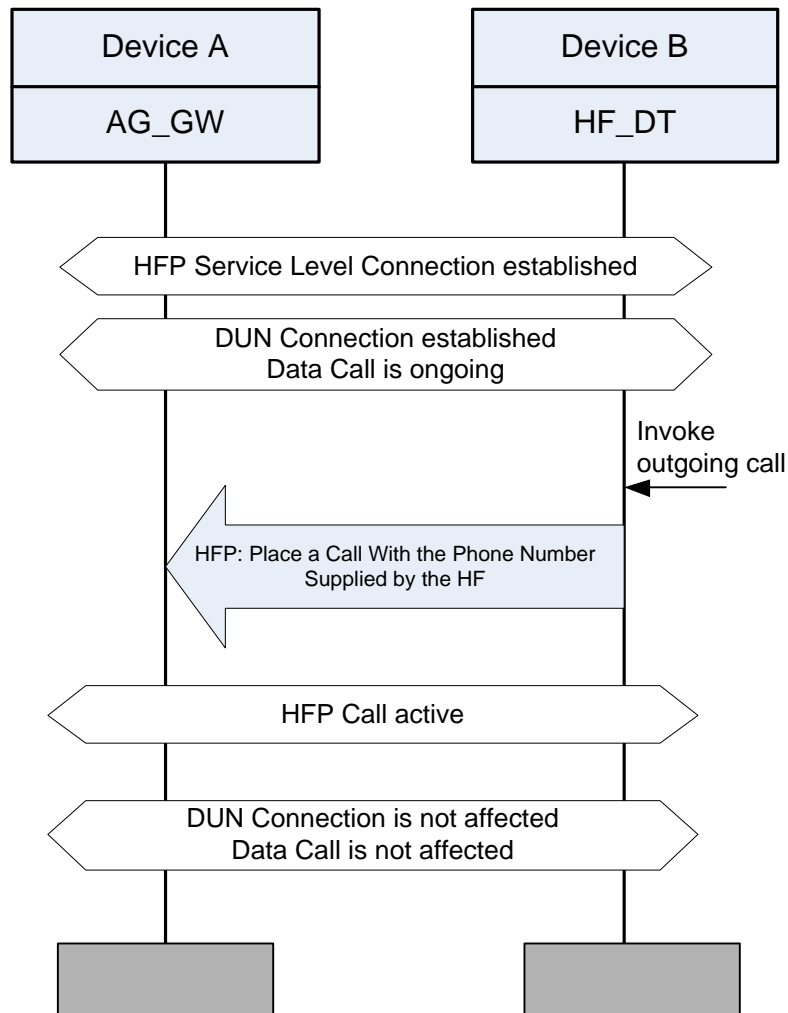 Device A
Device B
AG_GW
HF_DT
HFP Service Level Connection established
DUN Connection established
Data Call is ongoing
Invoke
outgoing call
HFP: Place a Call With the Phone Number
Supplied by the HF
HFP Call active
DUN Connection is not affected
Data Call is not affected